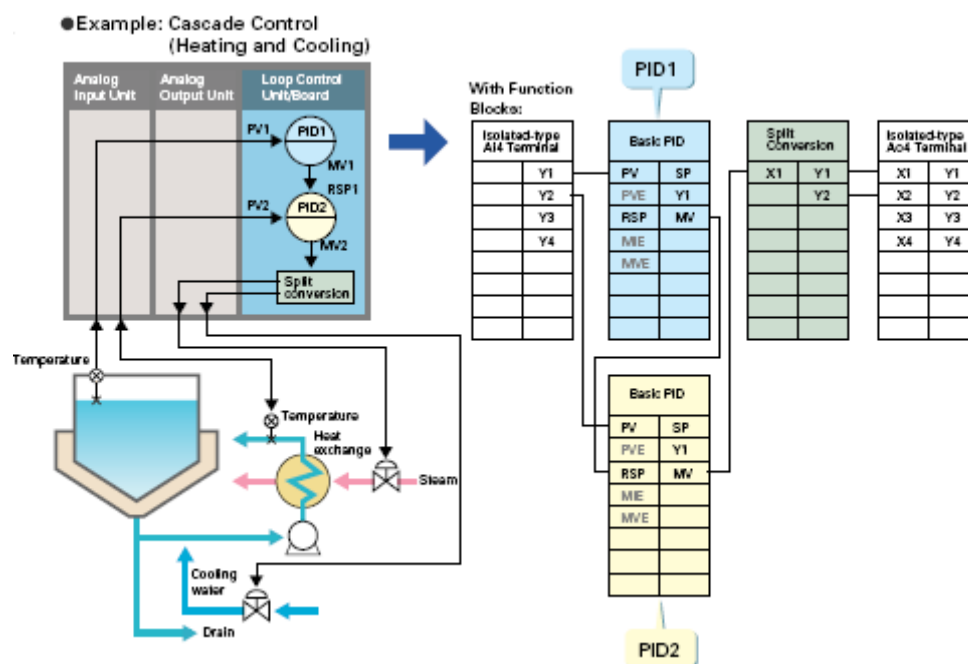 ●Example: Cascade Control
(Heating and Cooling)
Analog
Input Unit
Analog
Output Unit
Loop Control
Unit/Board
PV1
PID1
MV1
RSP1
PV2
PID2
MV2
Split
conversion
Temperature
Temperature
Heat
exchange
Steam
Cooling
water
Drain
PID1
With Function
Blocks:
Isolated-type
AI4 Terminal
Y1
Y2
Y3
Y4
Basic PID
PV SP
PVE Y1
RSP MV
MIE
MVE
Split
Conversion
X1 Y1
Y2
Isolated-type
Ao4 Terminal
X1 Y1
X2 Y2
X3 Y3
X4 Y4
Basic PID
PV SP
PVE Y1
RSP MV
MIE
MVE
PID2